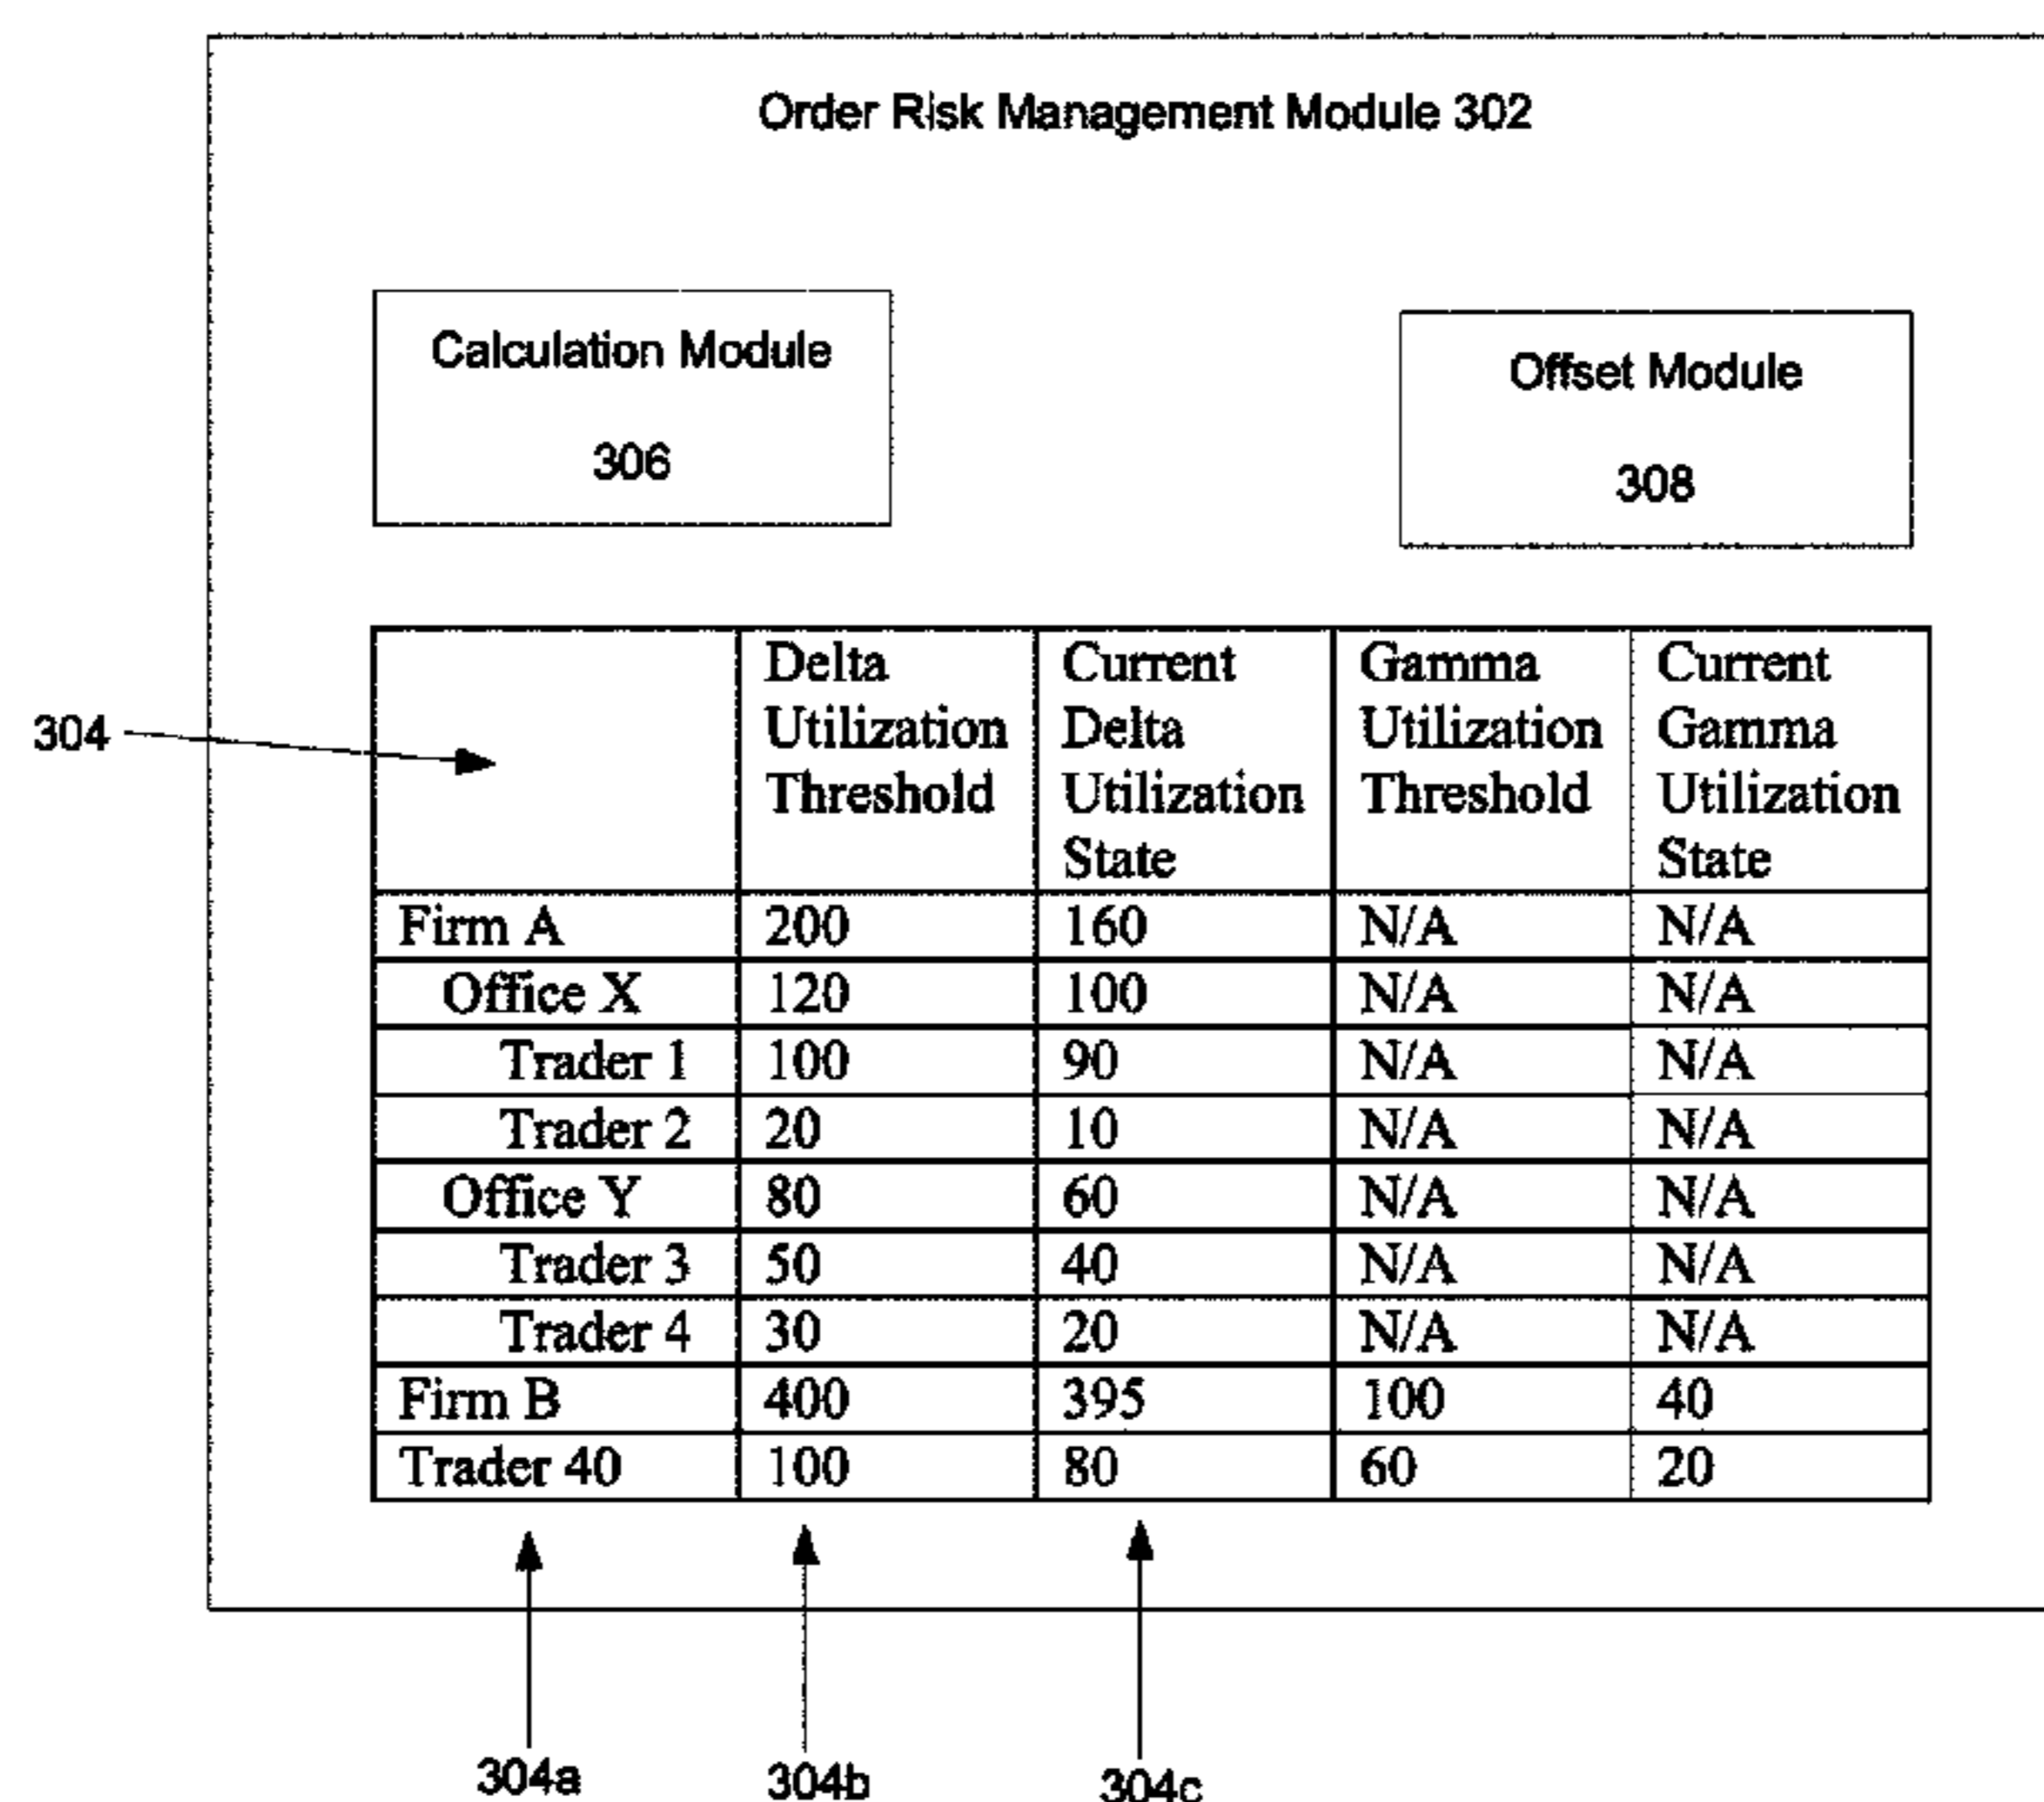 Order Risk Management Module 302
Calculation Module
306
Offset Module
308
304
Delta Utilization Threshold
Current Delta Utilization State
Gamma Utilization Threshold
Current Gamma Utilization State
Firm A 200 160 N/A N/A
Office X 120 100 N/A N/A
Trader 1 100 90 N/A N/A
Trader 2 20 10 N/A N/A
Office Y 80 60 N/A N/A
Trader 3 50 40 N/A N/A
Trader 4 30 20 N/A N/A
Firm B 400 395 100 40
Trader 40 100 80 60 20
304a 304b 304c